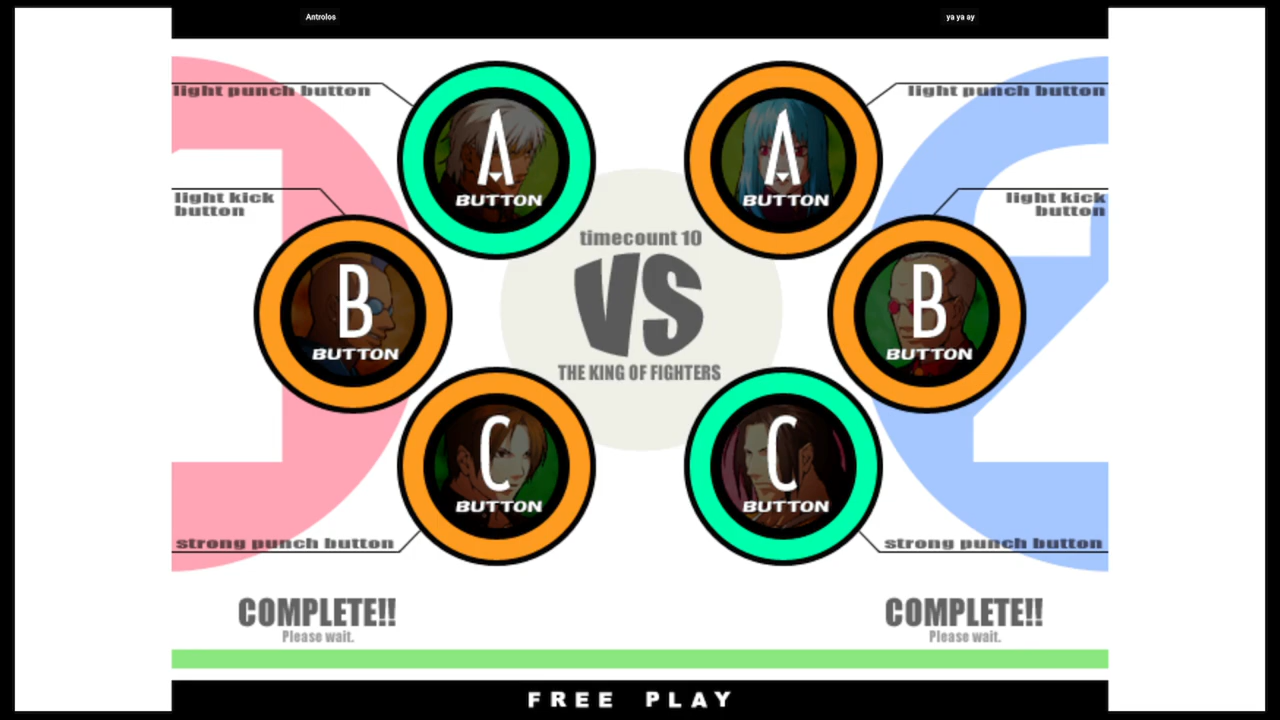 Antrolos
ya ya ay
light punch button
light punch button
A
BUTTON
A
BUTTON
light kick
button
light kick
button
timecount 10
VS
THE KING OF FIGHTERS
B
BUTTON
B
BUTTON
C
BUTTON
C
BUTTON
strong punch button
strong punch button
COMPLETE!!
Please wait.
COMPLETE!!
Please wait.
FREE PLAY
1
2